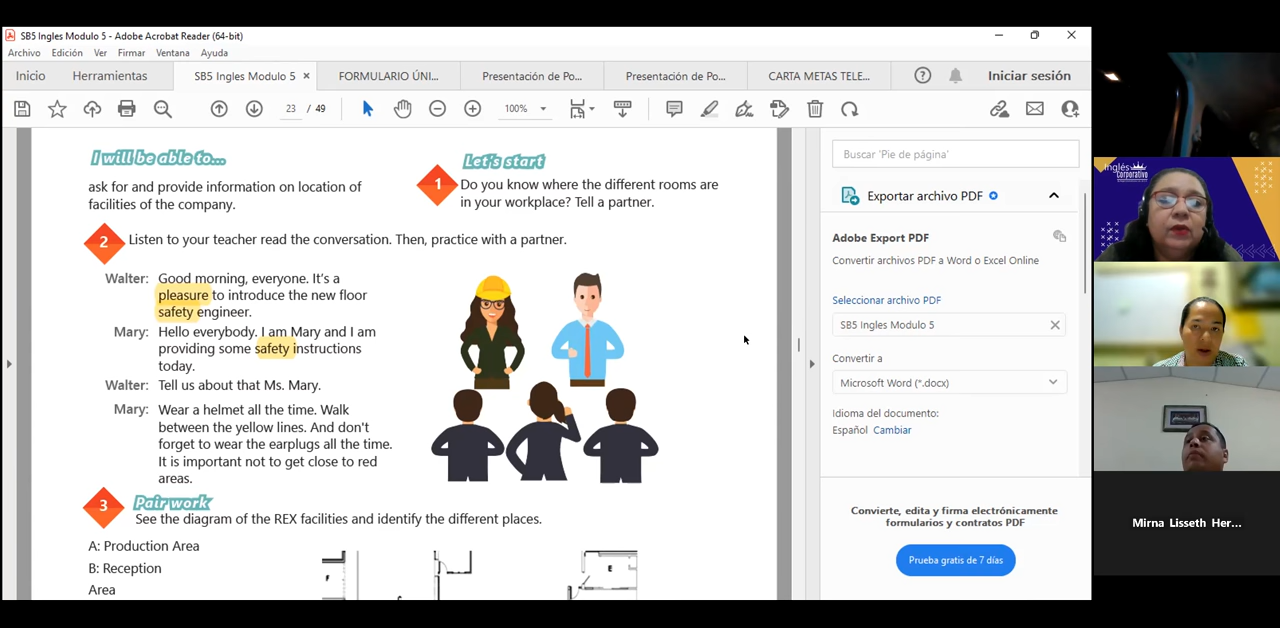 SB5 Ingles Modulo 5 - Adobe Acrobat Reader (64-bit)
Archivo Edición Ver Firmar Ventana Ayuda
Inicio Herramientas SB5 Ingles Modulo 5 × FORMULARIO ÚNI... Presentación de Po... Presentación de Po... CARTA METAS TELE... Iniciar sesión
23 / 49 100%
I will be able to...
ask for and provide information on location of
facilities of the company.
Let's start
1
Do you know where the different rooms are
in your workplace? Tell a partner.
2
Listen to your teacher read the conversation. Then, practice with a partner.
Walter: Good morning, everyone. It's a
pleasure to introduce the new floor
safety engineer.
Mary: Hello everybody. I am Mary and I am
providing some safety instructions
today.
Walter: Tell us about that Ms. Mary.
Mary: Wear a helmet all the time. Walk
between the yellow lines. And don't
forget to wear the earplugs all the time.
It is important not to get close to red
areas.
3
Pair work
See the diagram of the REX facilities and identify the different places.
A: Production Area
B: Reception
Area
F
E
Buscar 'Pie de página'
Exportar archivo PDF
Adobe Export PDF
Convertir archivos PDF a Word o Excel Online
Seleccionar archivo PDF
SB5 Ingles Modulo 5
Convertir a
Microsoft Word (*.docx)
Idioma del documento:
Español Cambiar
Convierte, edita y firma electrónicamente
formularios y contratos PDF
Prueba gratis de 7 días
Inglés
Corporativo
Mirna Lisseth Her...